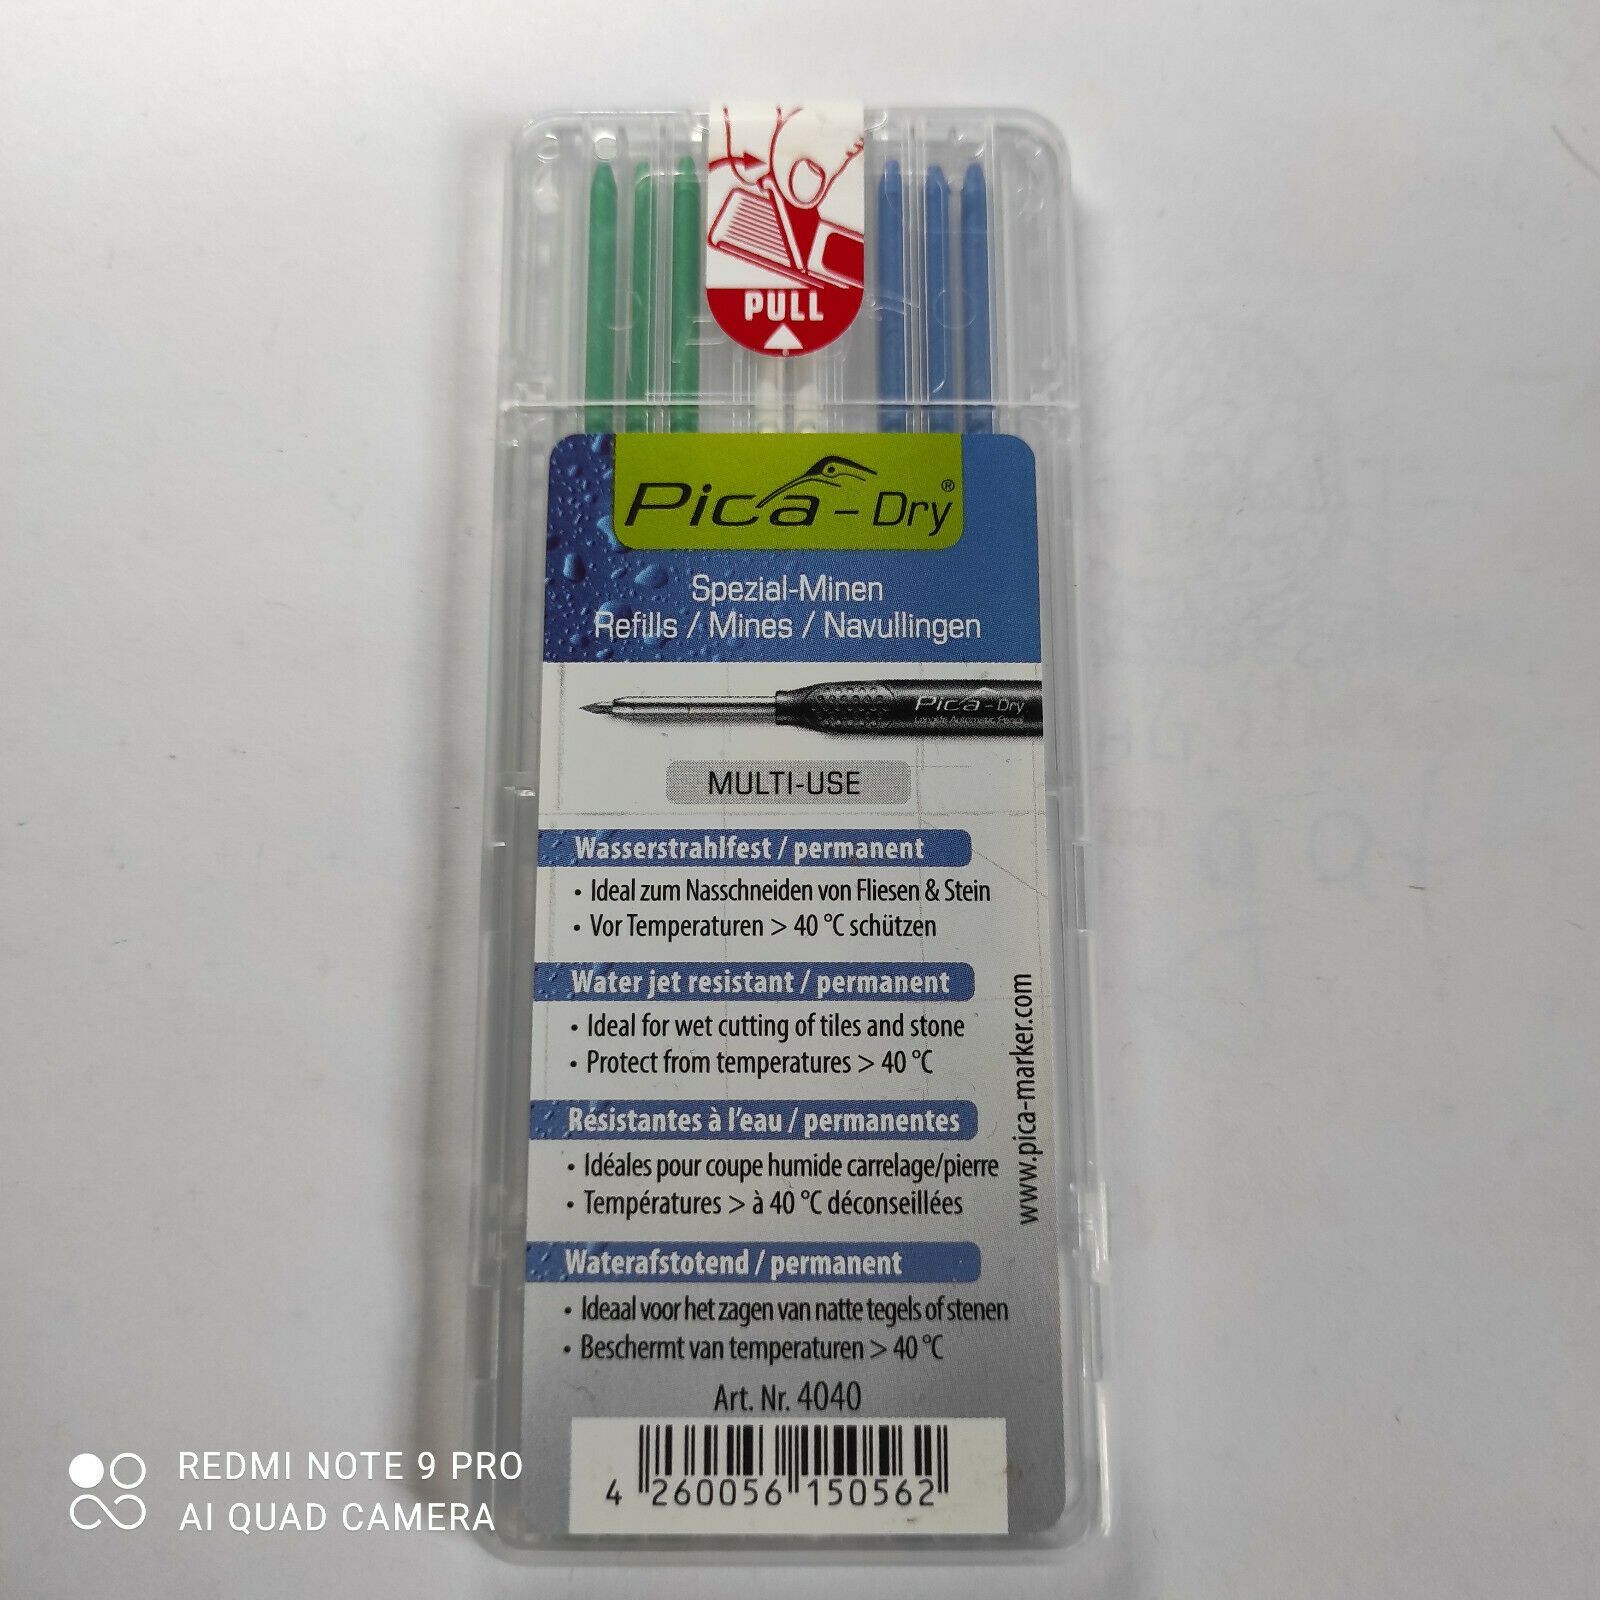 PULL
Pica-Dry®
Spezial-Minen
Refills / Mines / Navullingen
Pica-Dry
Longlife Automatic Pencil
MULTI-USE
Wasserstrahlfest / permanent
• Ideal zum Nasschneiden von Fliesen & Stein
• Vor Temperaturen > 40 °C schützen
Water jet resistant / permanent
• Ideal for wet cutting of tiles and stone
• Protect from temperatures > 40 °C
Résistantes à l'eau / permanentes
• Idéales pour coupe humide carrelage/pierre
• Températures > à 40 °C déconseillées
Waterafstotend / permanent
• Ideaal voor het zagen van natte tegels of stenen
• Beschermt van temperaturen > 40 °C
www.pica-marker.com
Art. Nr. 4040
4 260056 150562
REDMI NOTE 9 PRO
AI QUAD CAMERA